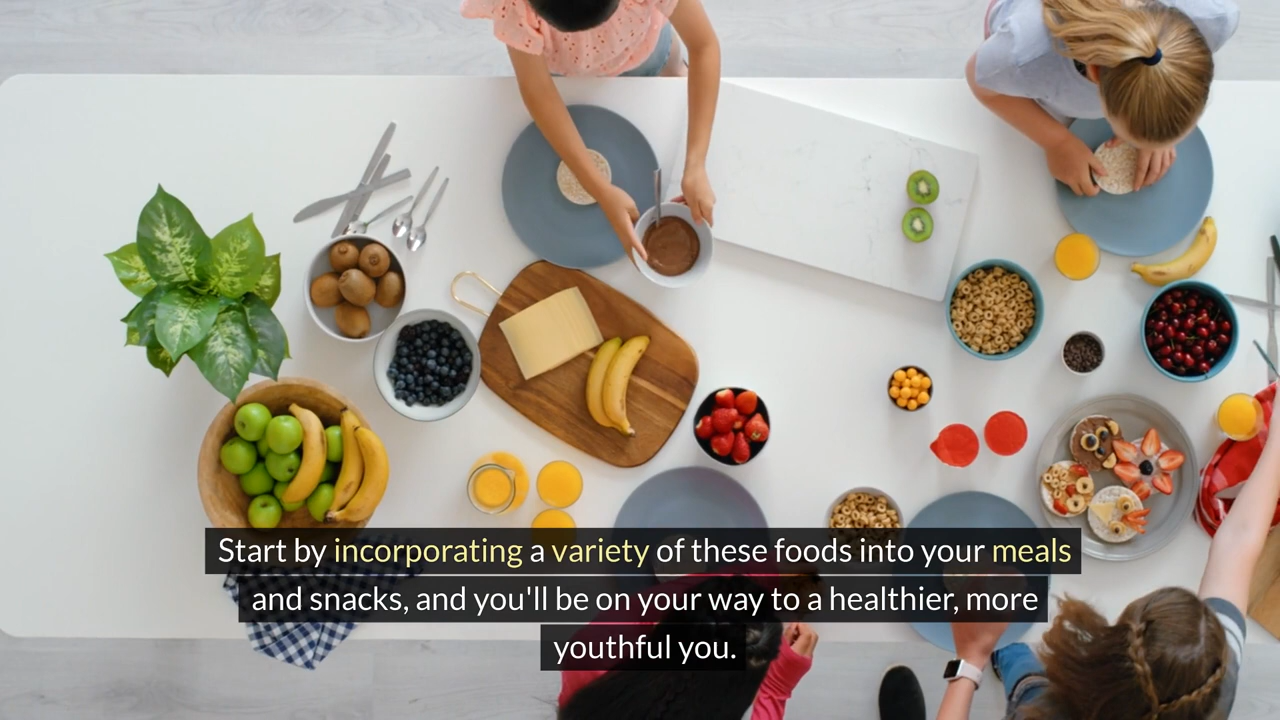 Start by incorporating a variety of these foods into your meals
and snacks, and you'll be on your way to a healthier, more
youthful you.